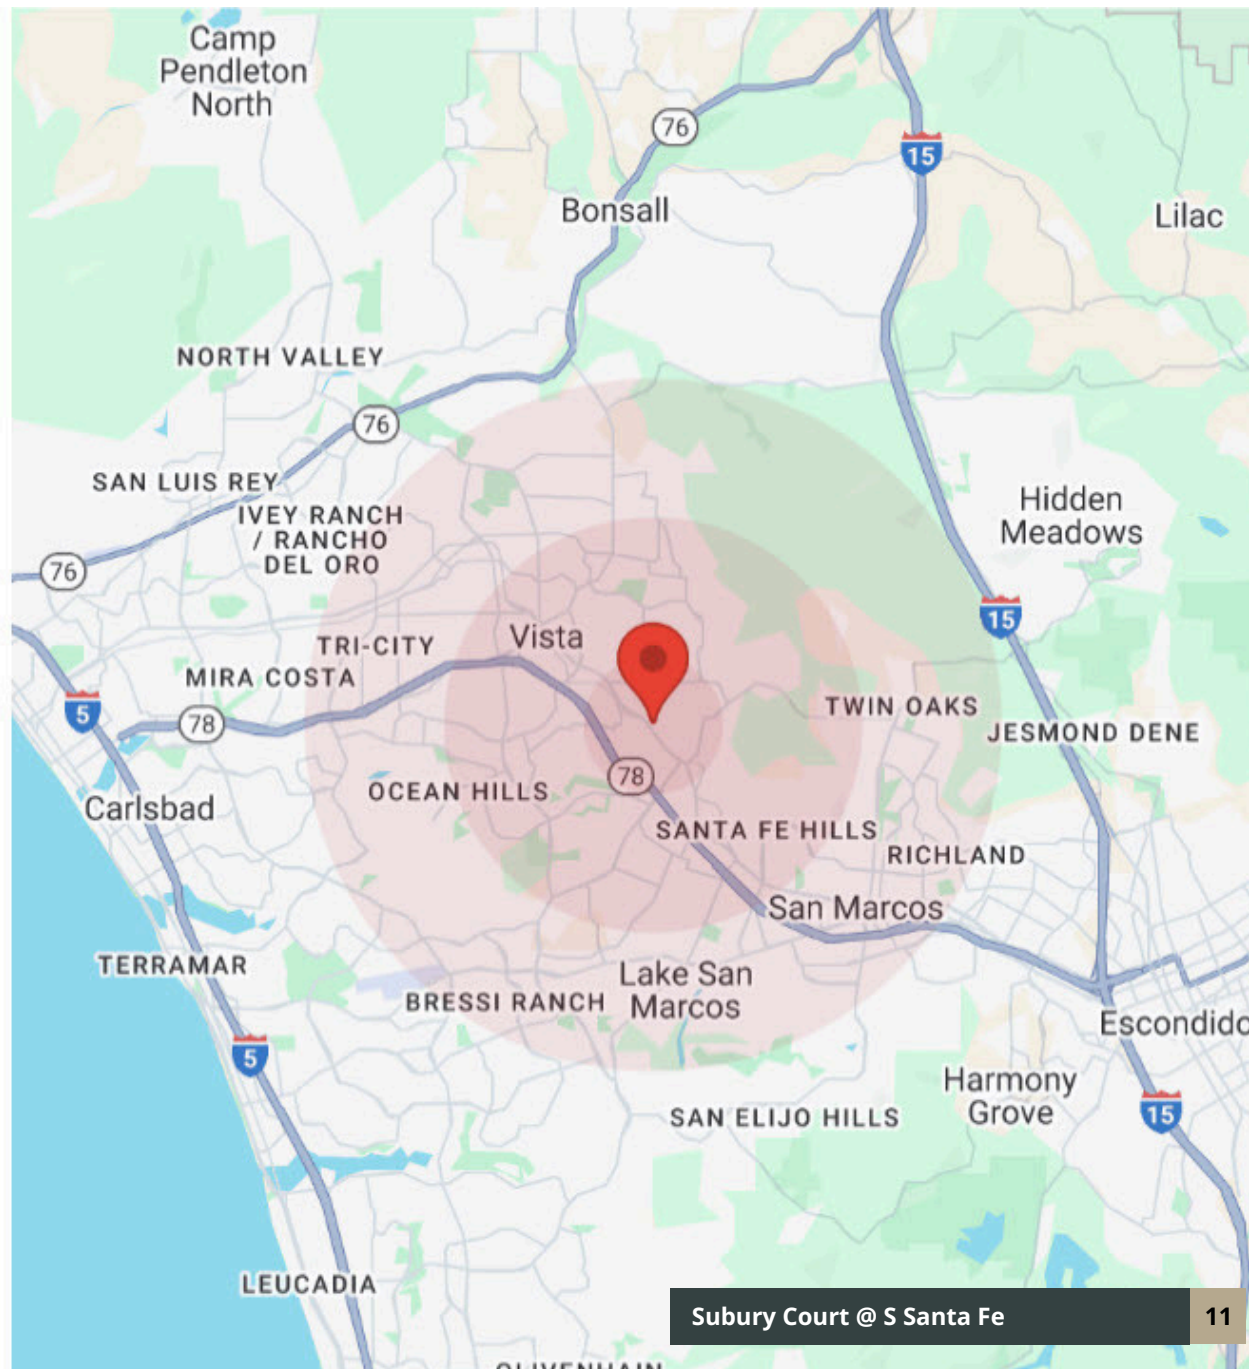 Camp
Pendleton
North
76
15
Bonsall
Lilac
NORTH VALLEY
76
SAN LUIS REY
IVEY RANCH
/ RANCHO
DEL ORO
Hidden
Meadows
76
15
TRI-CITY
Vista
MIRA COSTA
5
78
TWIN OAKS
JESMOND DENE
78
OCEAN HILLS
Carlsbad
SANTA FE HILLS
RICHLAND
San Marcos
TERRAMAR
Lake San
Marcos
BRESSI RANCH
Escondido
5
Harmony
Grove
15
SAN ELIJO HILLS
LEUCADIA
Subury Court @ S Santa Fe
11
OLIVENHAIN